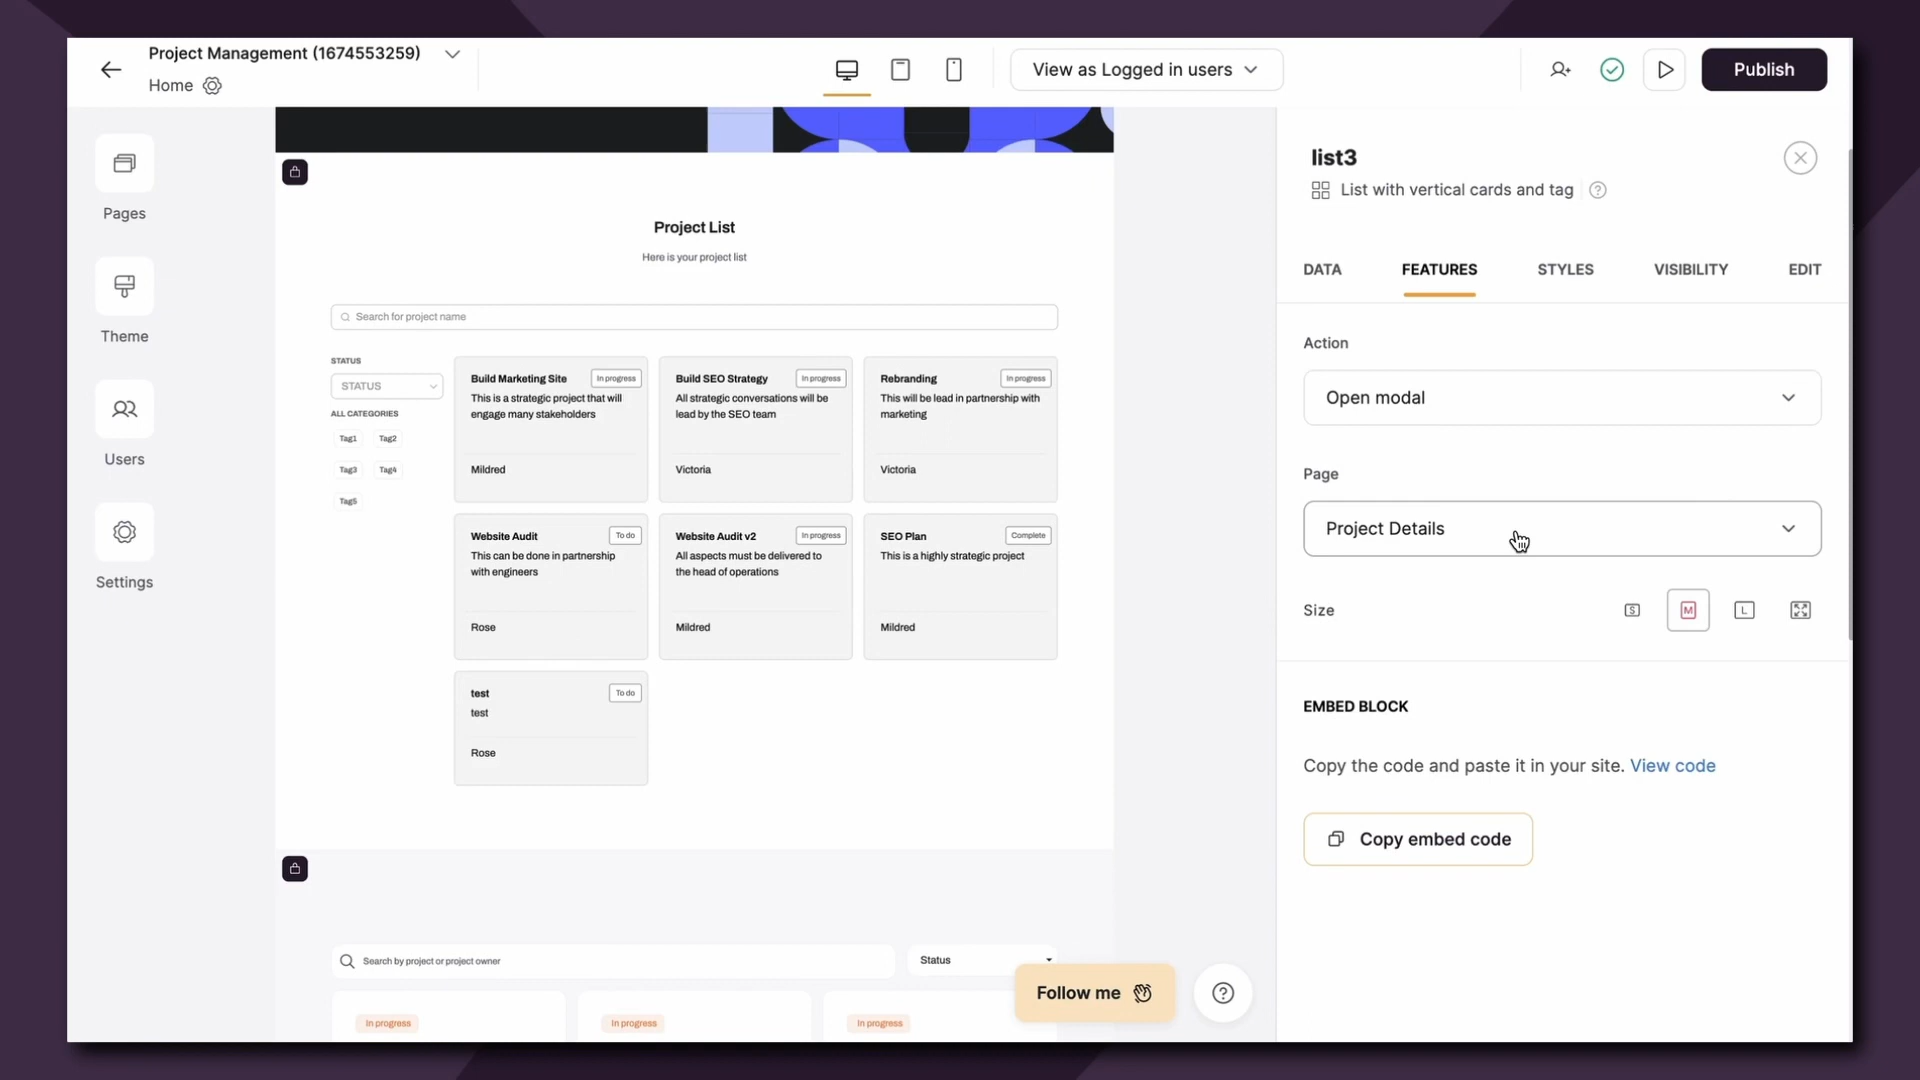 Project Management (1674553259)
Home
View as Logged in users
Publish
Pages
Theme
Users
Settings
Project List
Here is your project list
Search for project name
STATUS
STATUS
ALL CATEGORIES
Tag1 Tag2
Tag3 Tag4
Tag5
Build Marketing Site In progress
This is a strategic project that will
engage many stakeholders
Mildred
Build SEO Strategy In progress
All strategic conversations will be
lead by the SEO team
Victoria
Rebranding In progress
This will be lead in partnership with
marketing
Victoria
Website Audit To do
This can be done in partnership
with engineers
Rose
Website Audit v2 In progress
All aspects must be delivered to
the head of operations
Mildred
SEO Plan Complete
This is a highly strategic project
Mildred
test To do
test
Rose
Search by project or project owner
Status
In progress In progress In progress
Follow me
list3
List with vertical cards and tag
DATA FEATURES STYLES VISIBILITY EDIT
Action
Open modal
Page
Project Details
Size S M L
EMBED BLOCK
Copy the code and paste it in your site. View code
Copy embed code